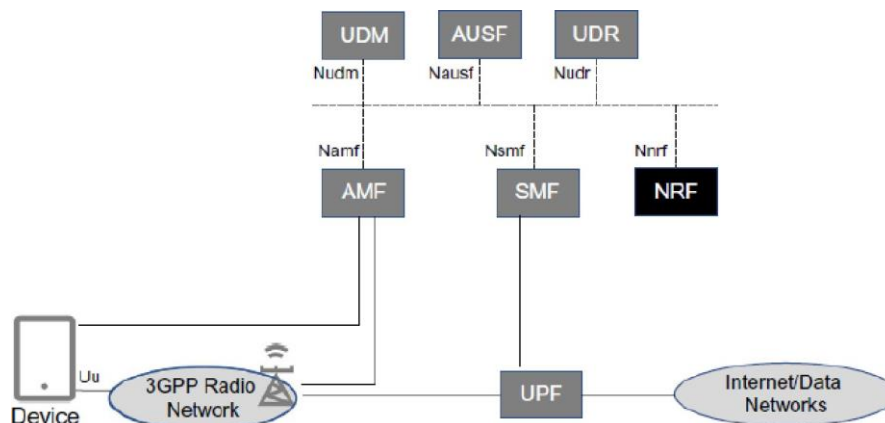 UDM
AUSF
UDR
Nudm
Nausf
Nudr
Namf
Nsmf
Nnrf
AMF
SMF
NRF
Uu
3GPP Radio
Network
UPF
Internet/Data
Networks
Device